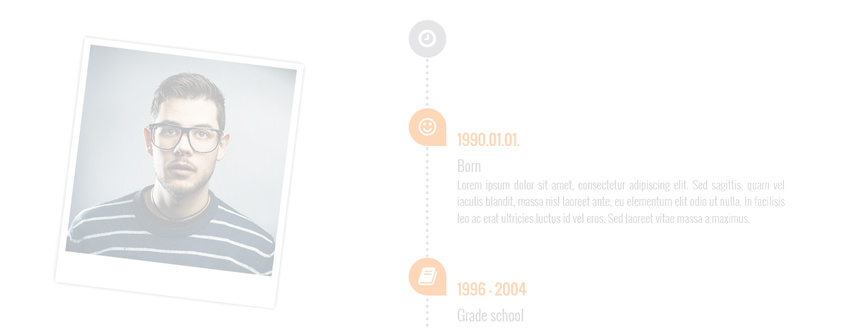 1990.01.01.
Born
Lorem ipsum dolor sit amet, consectetur adipiscing elit. Sed sagittis, quam vel
iaculis blandit, massa nisl laoreet ante, eu elementum elit odio ut nulla. In facilisis
leo ac erat ultricies luctus id vel eros. Sed laoreet vitae massa a maximus.
1996 - 2004
Grade school